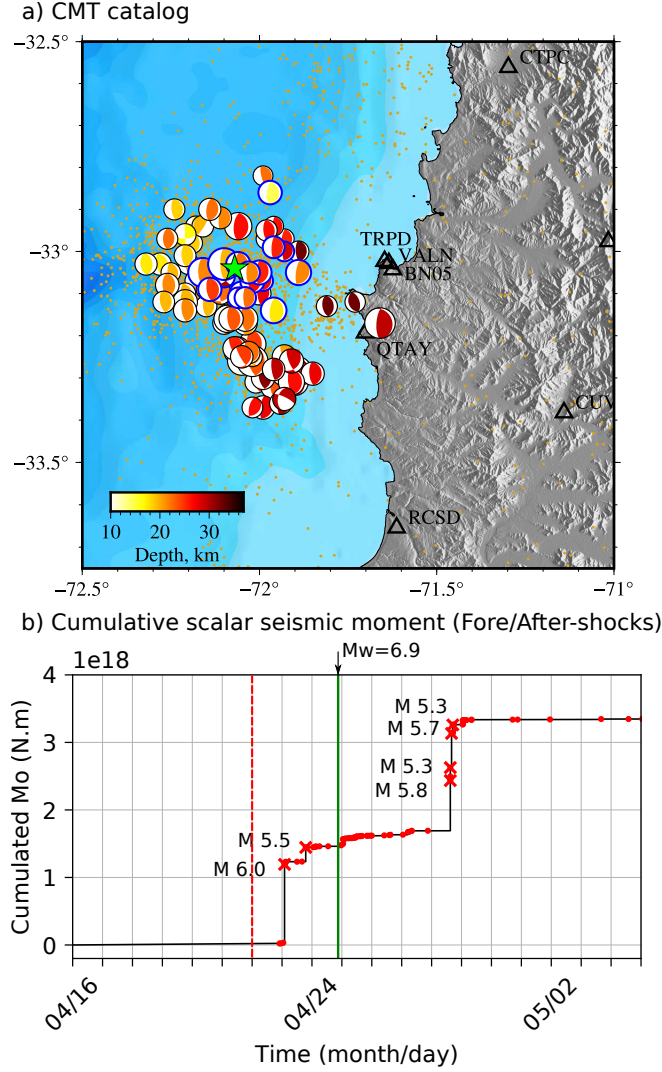 a) CMT catalog
−32.5°
−33°
−33.5°
−72.5°
−72°
−71.5°
−71°
CTPC
TRPD
VALN
BN05
QTAY
CUV
RCSD
10
20
30
Depth, km
b) Cumulative scalar seismic moment (Fore/After-shocks)
Mw=6.9
1e18
Cumulated Mo (N.m)
4
3
2
1
0
M 5.3
M 5.7
M 5.3
M 5.8
M 5.5
M 6.0
04/16
04/24
05/02
Time (month/day)